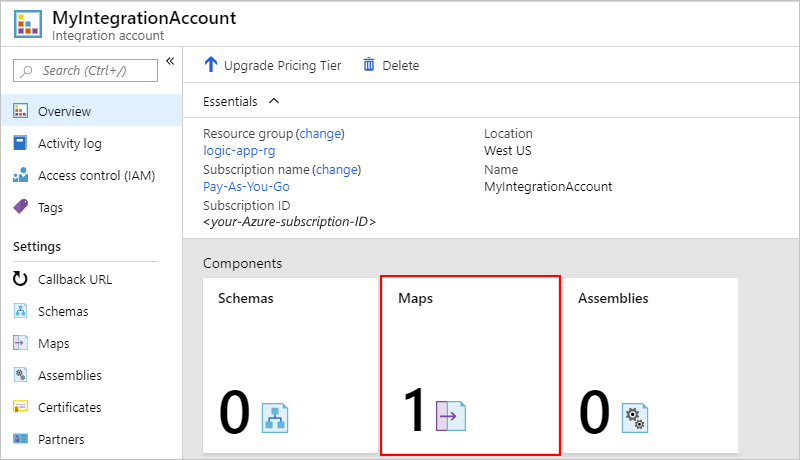 MyIntegrationAccount
Integration account
Search (Ctrl+/)
«
Overview
Activity log
Access control (IAM)
Tags
Settings
Callback URL
Schemas
Maps
Assemblies
Certificates
Partners
Upgrade Pricing Tier
Delete
Essentials
Resource group (change)
logic-app-rg
Subscription name (change)
Pay-As-You-Go
Subscription ID
<your-Azure-subscription-ID>
Location
West US
Name
MyIntegrationAccount
Components
Schemas
0
Maps
1
Assemblies
0